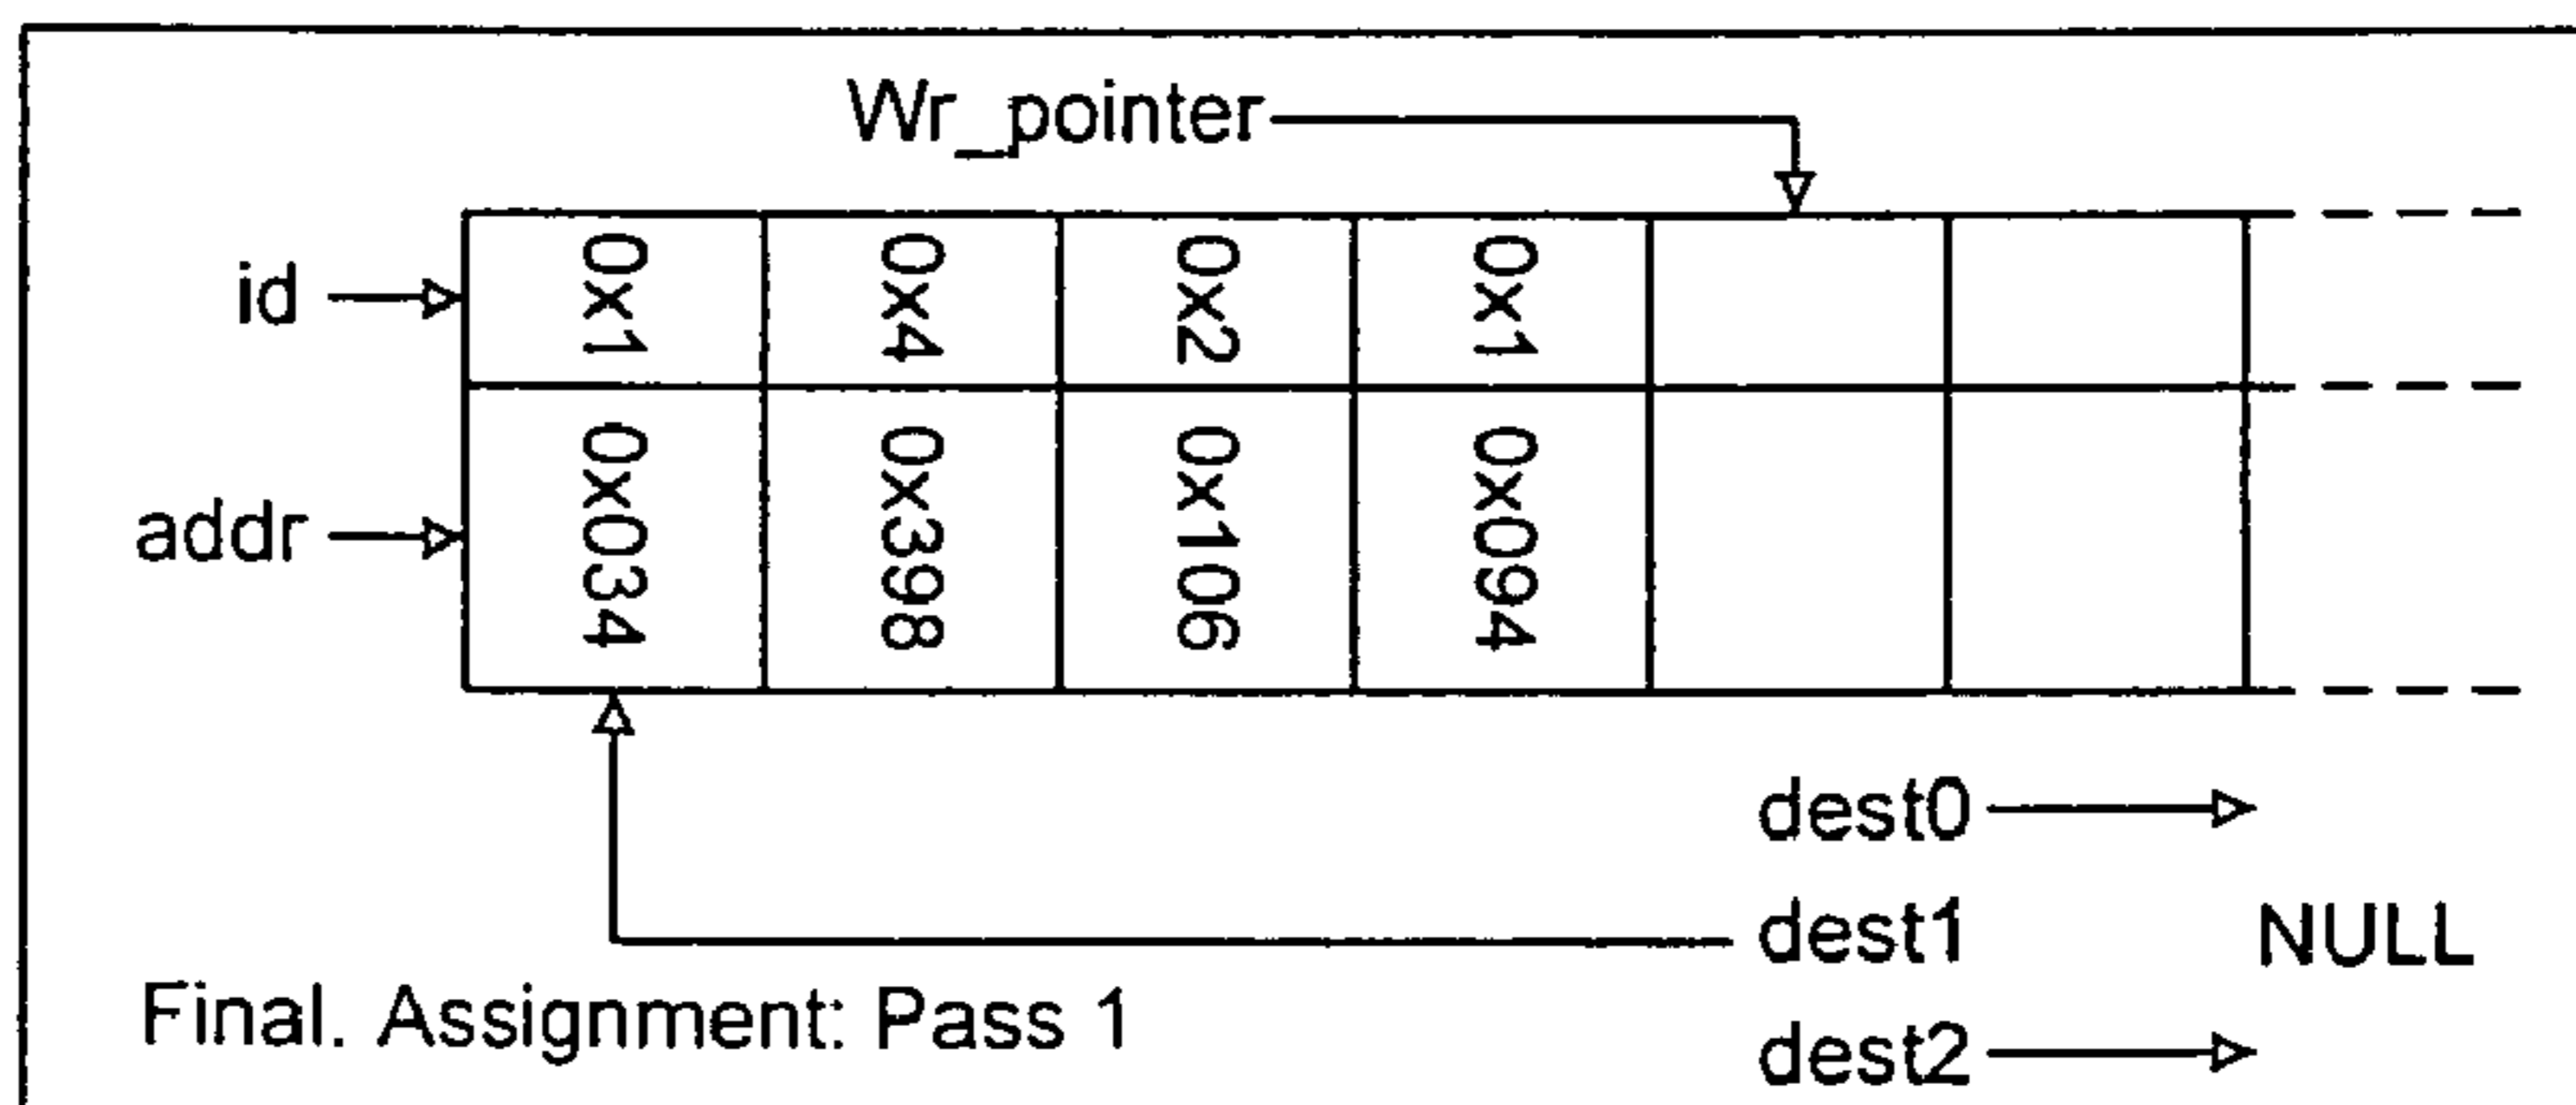 Wr_pointer
id 0x1 0x4 0x2 0x1
addr 0x034 0x398 0x106 0x094
dest0
dest1 NULL
Final. Assignment: Pass 1
dest2